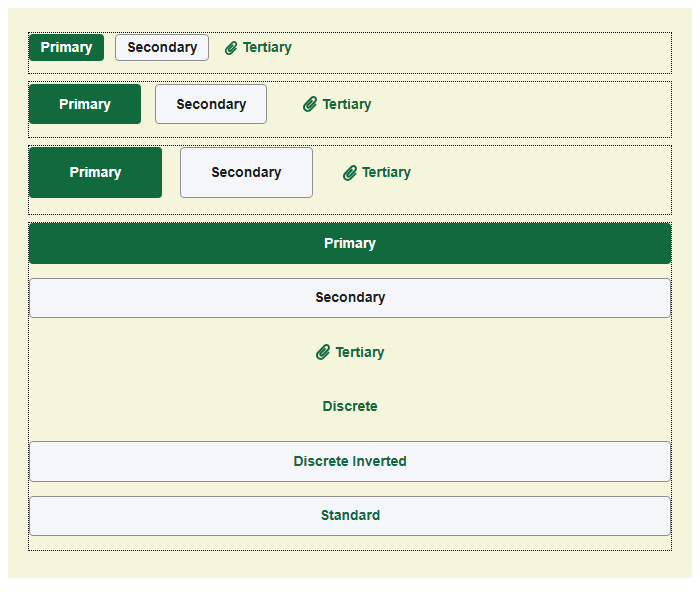 Primary Secondary Tertiary
Primary Secondary Tertiary
Primary Secondary Tertiary
Primary
Secondary
Tertiary
Discrete
Discrete Inverted
Standard